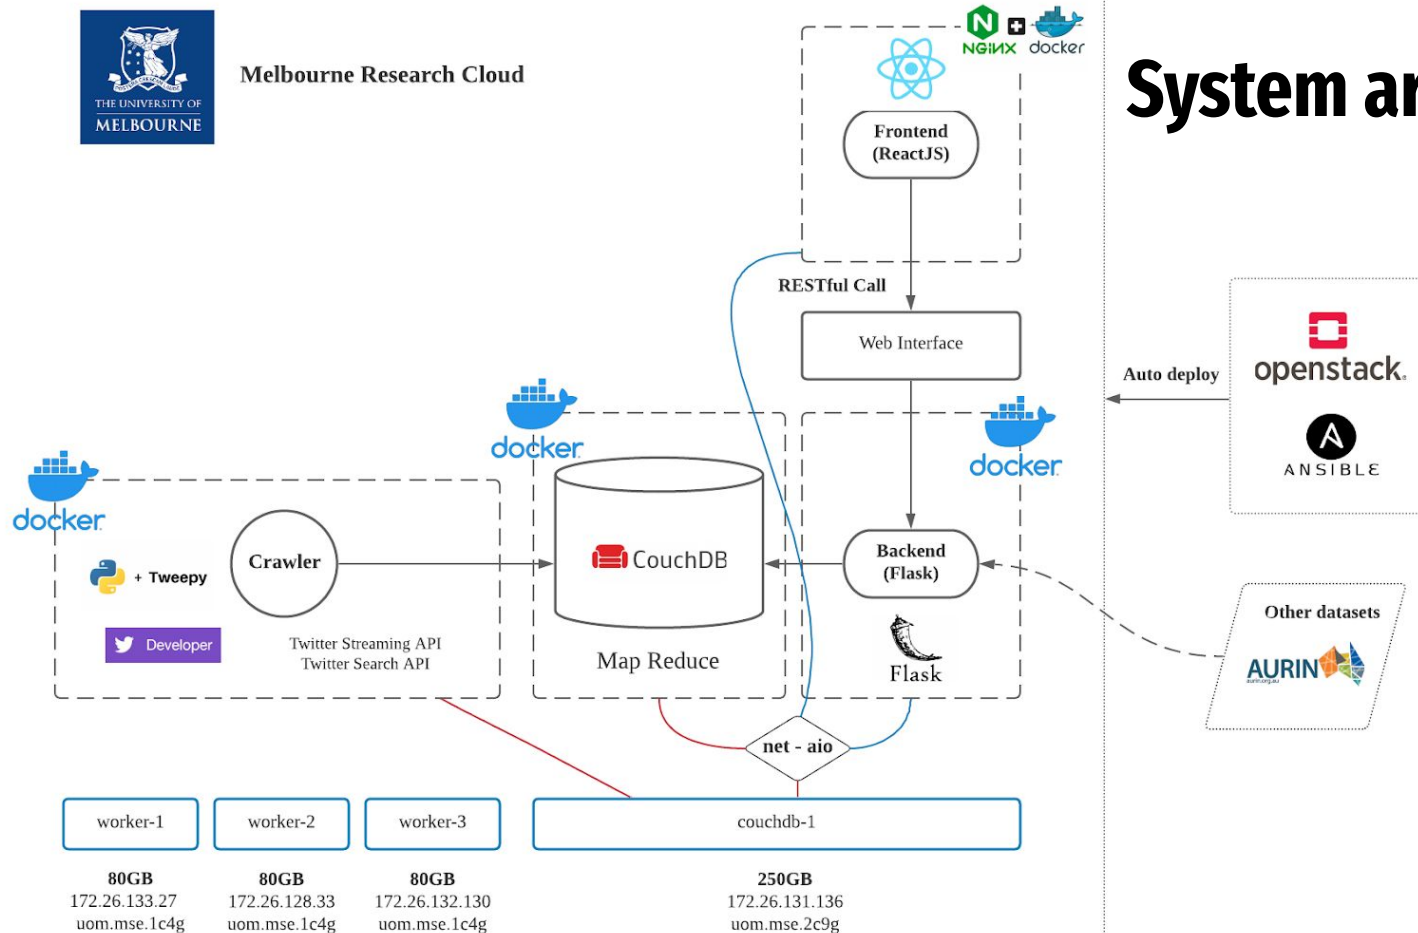 THE UNIVERSITY OF
MELBOURNE
Melbourne Research Cloud
NGiNX
docker
System ar
Frontend
(ReactJS)
RESTful Call
Web Interface
Auto deploy
openstack.
ANSIBLE
docker
docker
docker
Crawler
+ Tweepy
Developer
Twitter Streaming API
Twitter Search API
CouchDB
Map Reduce
Backend
(Flask)
Flask
Other datasets
AURIN
aurin.org.au
net - aio
worker-1
worker-2
worker-3
couchdb-1
80GB
172.26.133.27
uom.mse.1c4g
80GB
172.26.128.33
uom.mse.1c4g
80GB
172.26.132.130
uom.mse.1c4g
250GB
172.26.131.136
uom.mse.2c9g